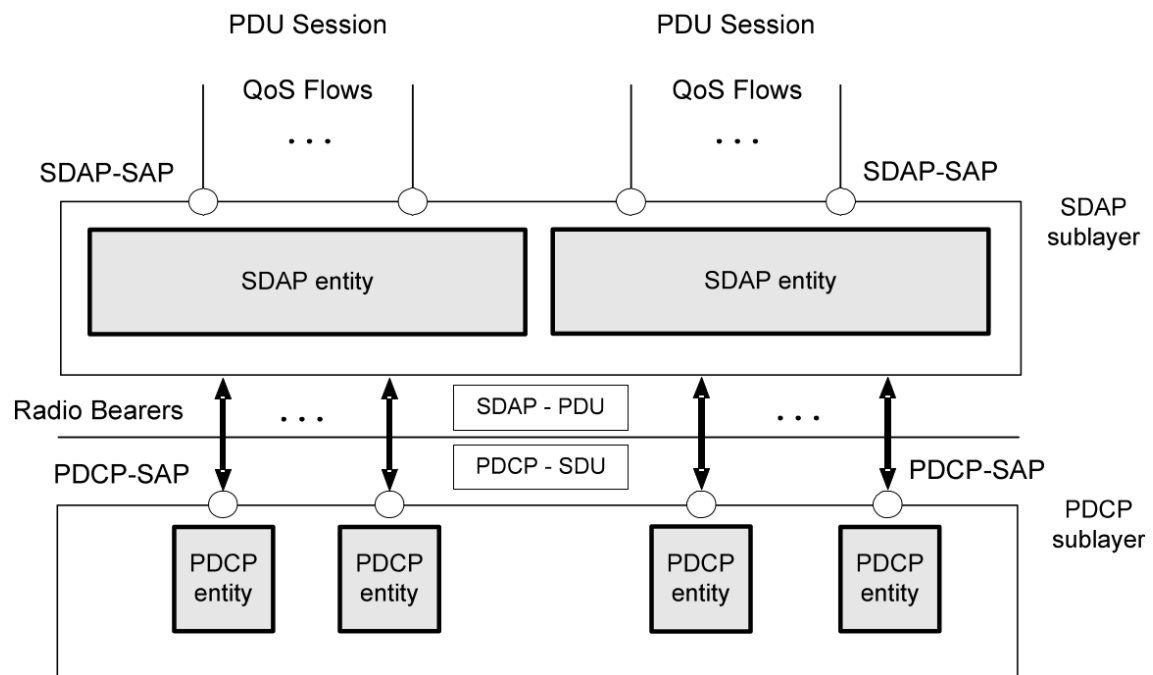 PDU Session
PDU Session
QoS Flows
QoS Flows
. . .
. . .
SDAP-SAP
SDAP-SAP
SDAP
sublayer
SDAP entity
SDAP entity
Radio Bearers
. . .
SDAP - PDU
. . .
PDCP-SAP
PDCP - SDU
PDCP-SAP
PDCP
sublayer
PDCP
entity
PDCP
entity
PDCP
entity
PDCP
entity